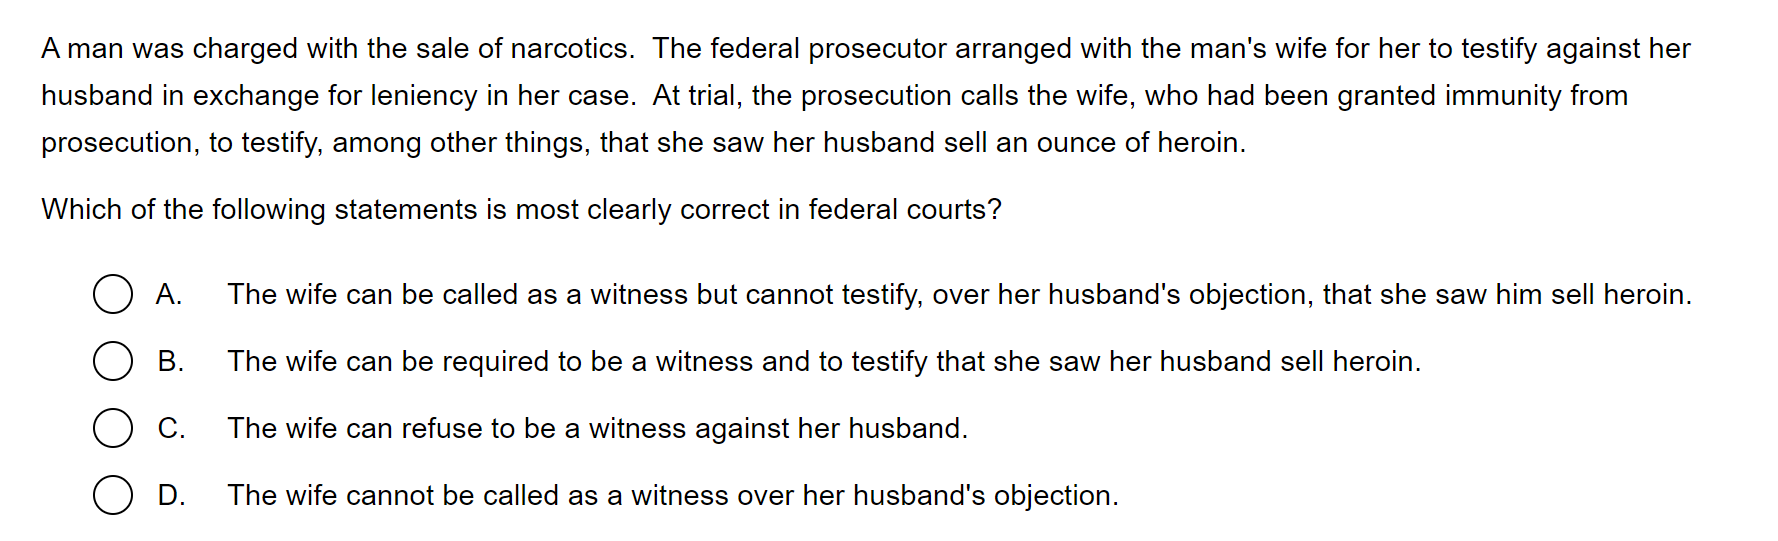 A man was charged with the sale of narcotics.  The federal prosecutor arranged with the man's wife for her to testify against her
husband in exchange for leniency in her case.  At trial, the prosecution calls the wife, who had been granted immunity from
prosecution, to testify, among other things, that she saw her husband sell an ounce of heroin.
Which of the following statements is most clearly correct in federal courts?
A. The wife can be called as a witness but cannot testify, over her husband's objection, that she saw him sell heroin.
B. The wife can be required to be a witness and to testify that she saw her husband sell heroin.
C. The wife can refuse to be a witness against her husband.
D. The wife cannot be called as a witness over her husband's objection.